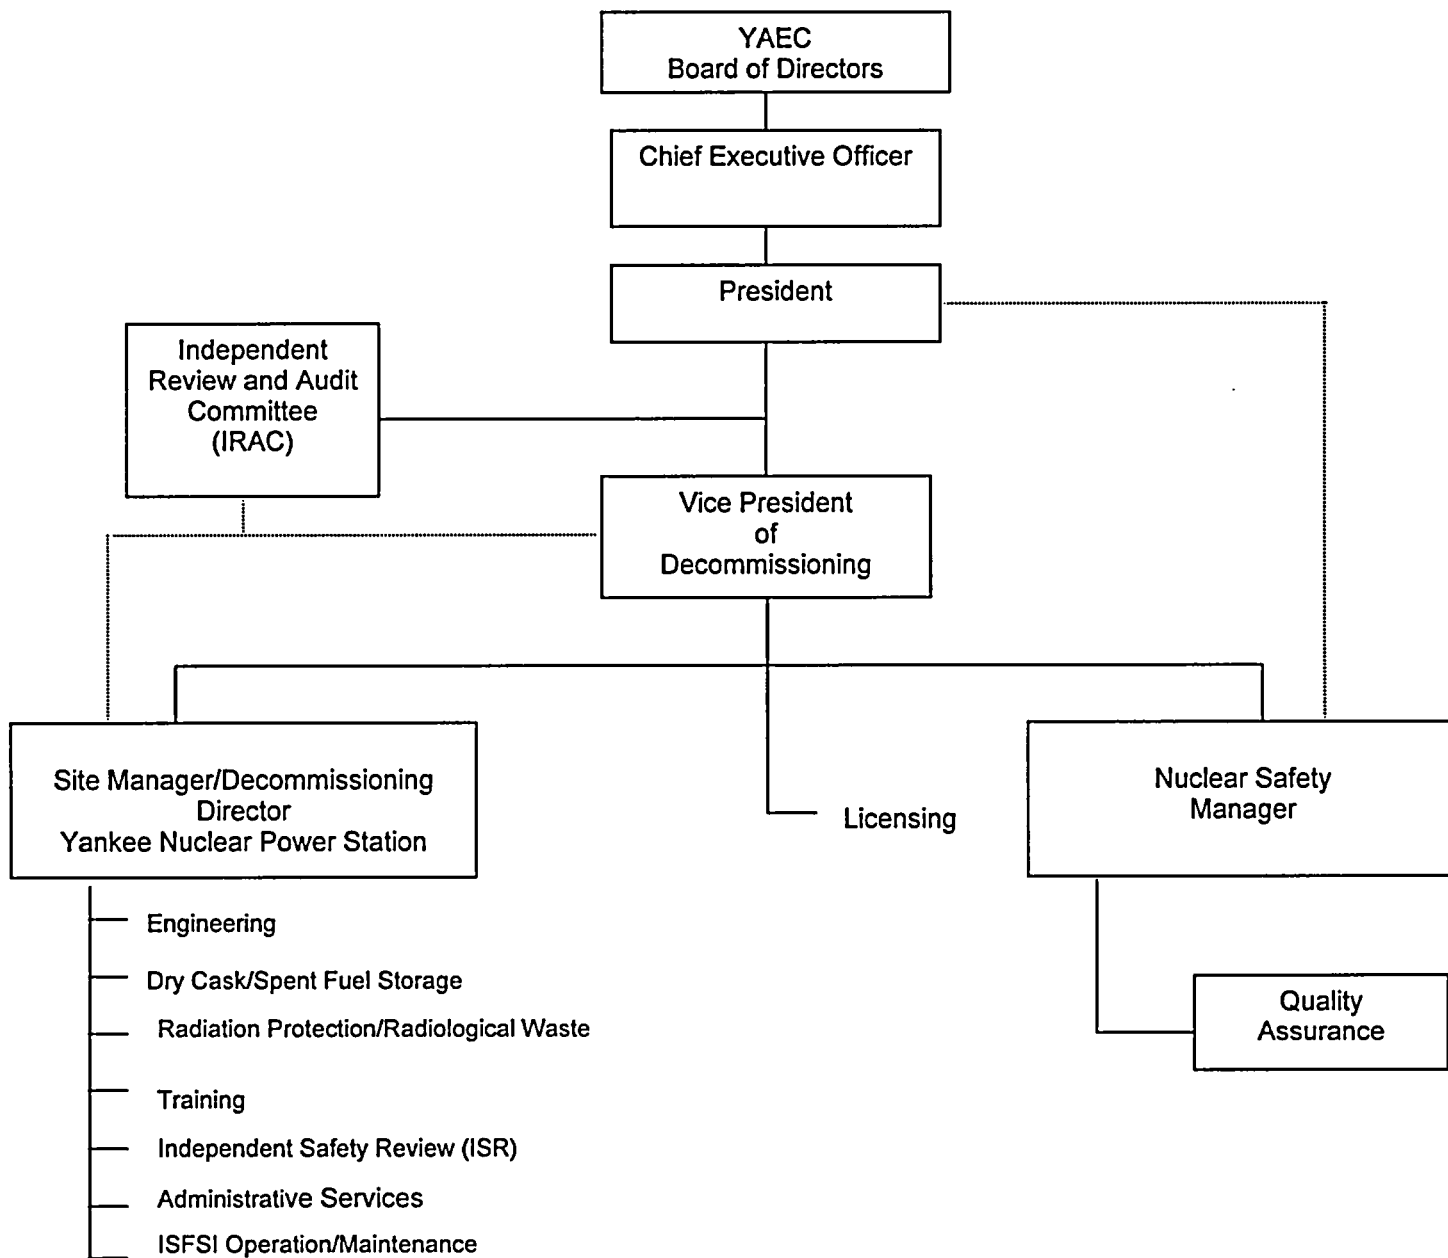 YAEC
Board of Directors
Chief Executive Officer
President
Independent
Review and Audit
Committee
(IRAC)
Vice President
of
Decommissioning
Site Manager/Decommissioning
Director
Yankee Nuclear Power Station
Licensing
Nuclear Safety
Manager
Engineering
Dry Cask/Spent Fuel Storage
Radiation Protection/Radiological Waste
Training
Independent Safety Review (ISR)
Administrative Services
ISFSI Operation/Maintenance
Quality
Assurance